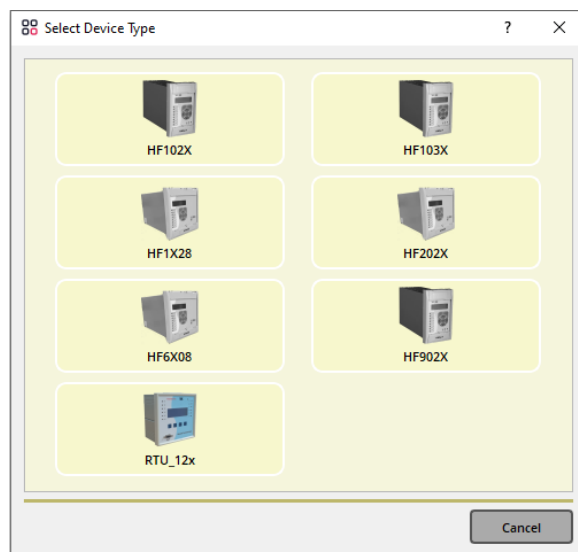 Select Device Type
HF102X
HF103X
HF1X28
HF202X
HF6X08
HF902X
RTU_12x
Cancel